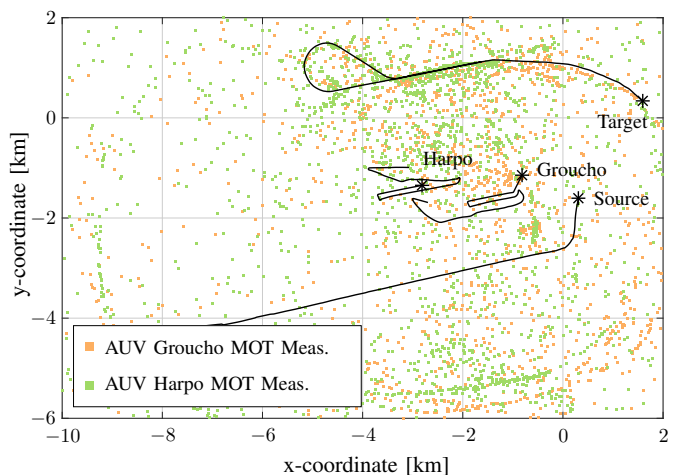 2
0
−2
−4
−6
y-coordinate [km]
Target
Harpo
Groucho
Source
AUV Groucho MOT Meas.
AUV Harpo MOT Meas.
−10
−8
−6
−4
−2
0
2
x-coordinate [km]